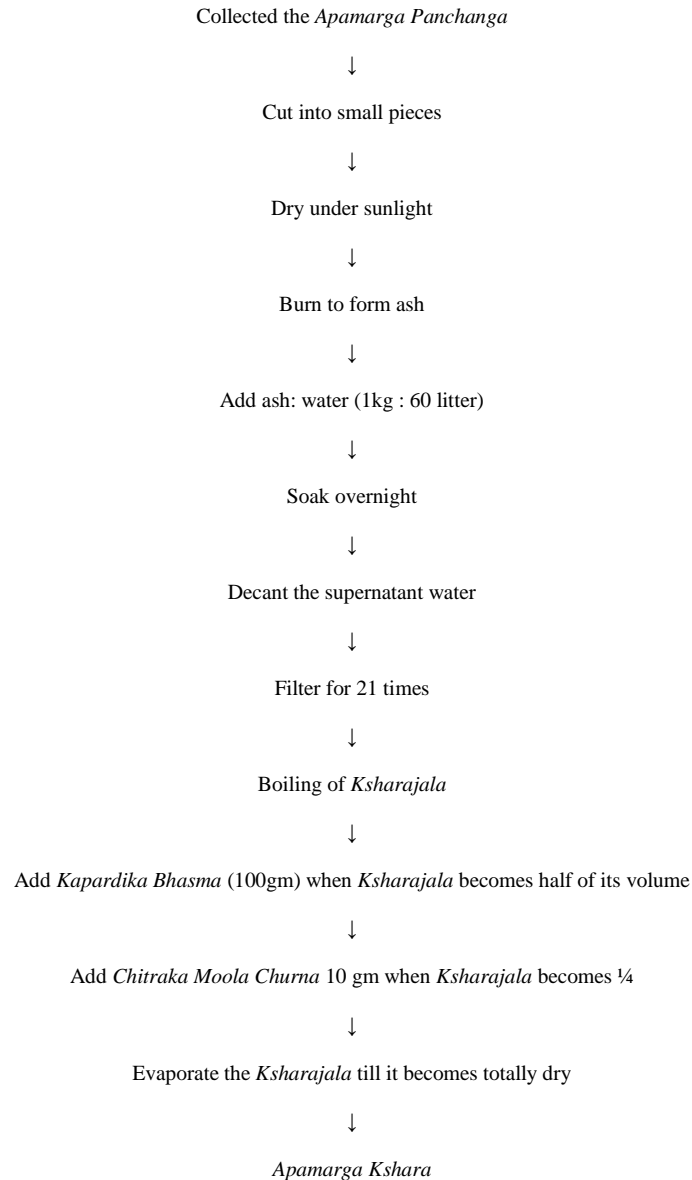 Collected the Apamarga Panchanga
↓
Cut into small pieces
↓
Dry under sunlight
↓
Burn to form ash
↓
Add ash: water (1kg : 60 litter)
↓
Soak overnight
↓
Decant the supernatant water
↓
Filter for 21 times
↓
Boiling of Ksharajala
↓
Add Kapardika Bhasma (100gm) when Ksharajala becomes half of its volume
↓
Add Chitraka Moola Churna 10 gm when Ksharajala becomes ¼
↓
Evaporate the Ksharajala till it becomes totally dry
↓
Apamarga Kshara